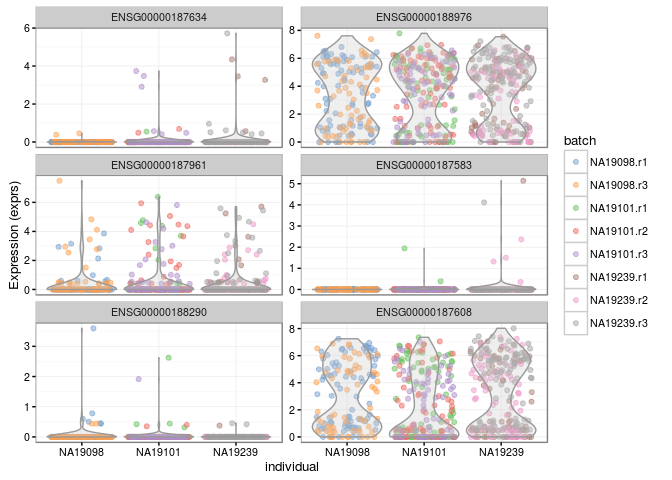 ENSG00000187634
ENSG00000188976
6
4
2
0
8
6
4
2
0
ENSG00000187961
ENSG00000187583
6
4
2
0
5
4
3
2
1
0
ENSG00000188290
ENSG00000187608
3
2
1
0
8
6
4
2
0
NA19098
NA19101
NA19239
NA19098
NA19101
NA19239
individual
Expression (exprs)
batch
NA19098.r1
NA19098.r3
NA19101.r1
NA19101.r2
NA19101.r3
NA19239.r1
NA19239.r2
NA19239.r3